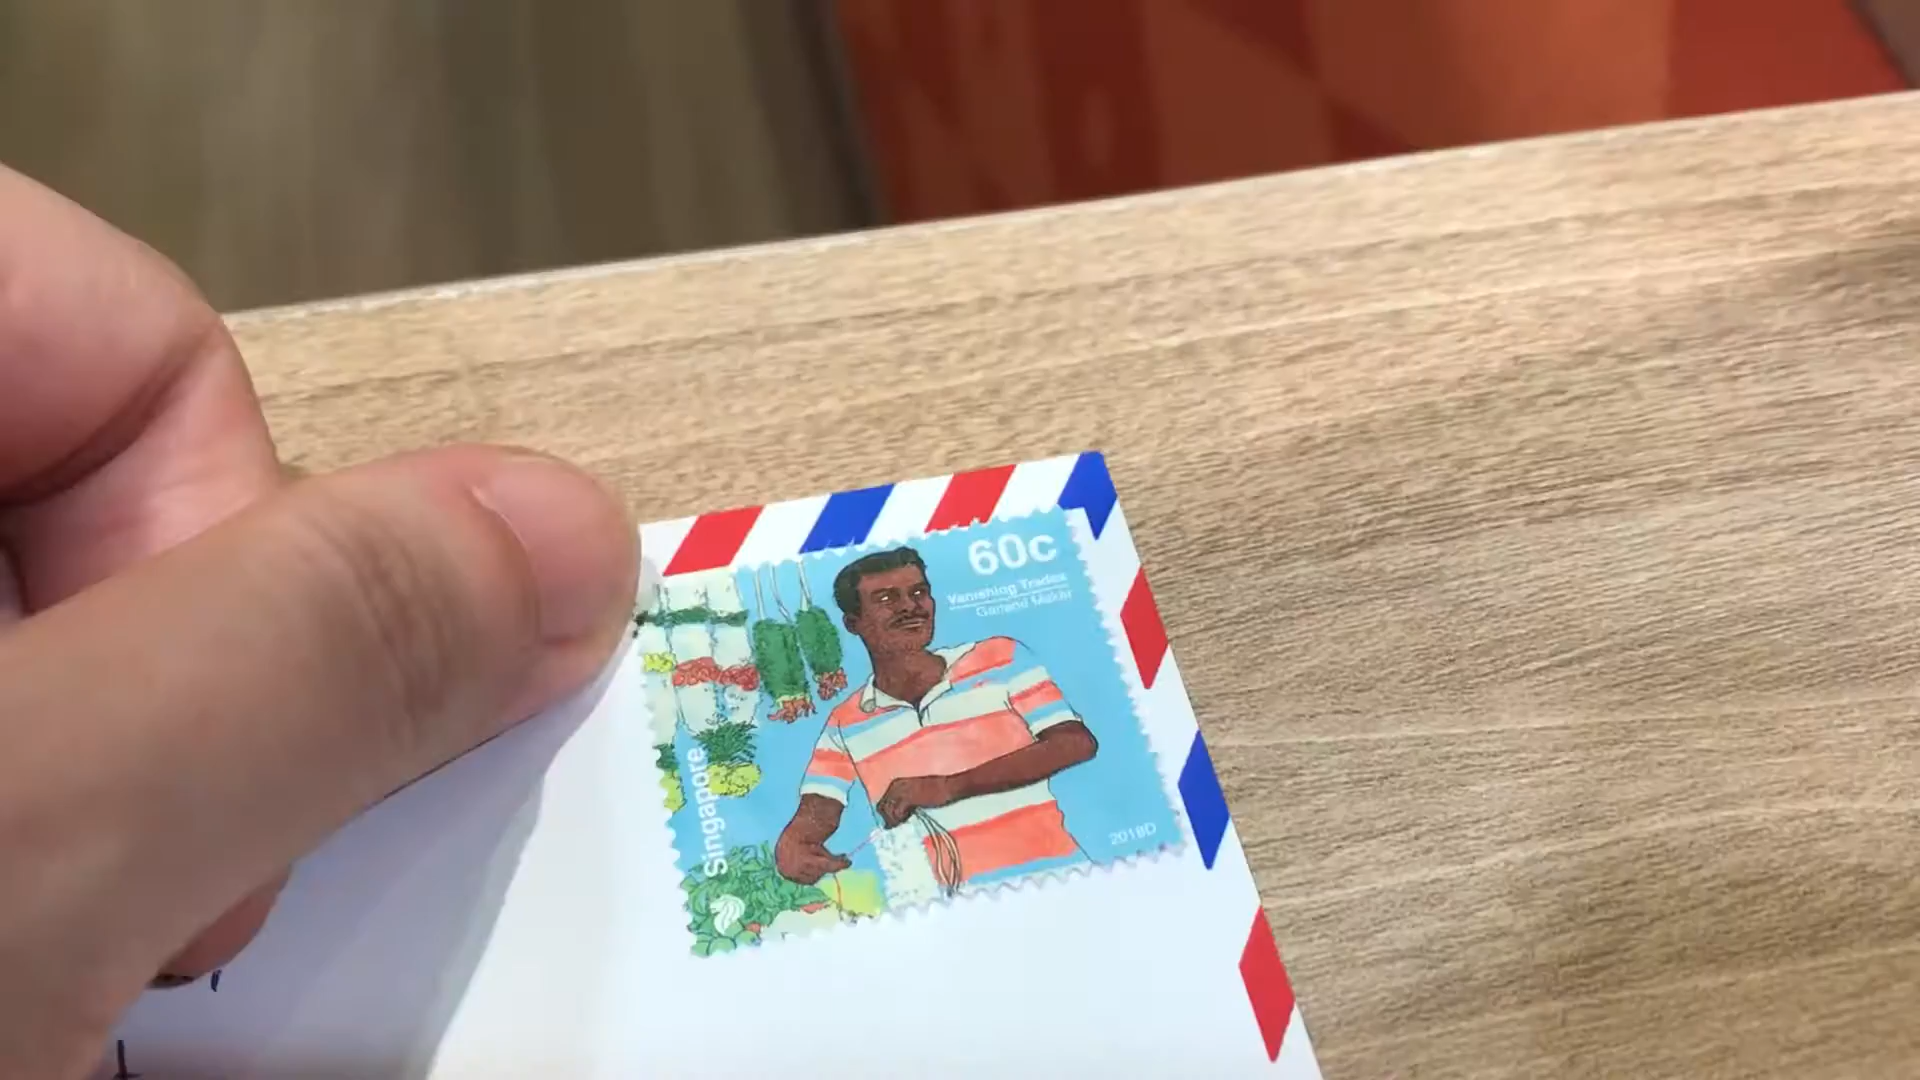 60c
Vanishing Trades
Garland Maker
Singapore
2018D